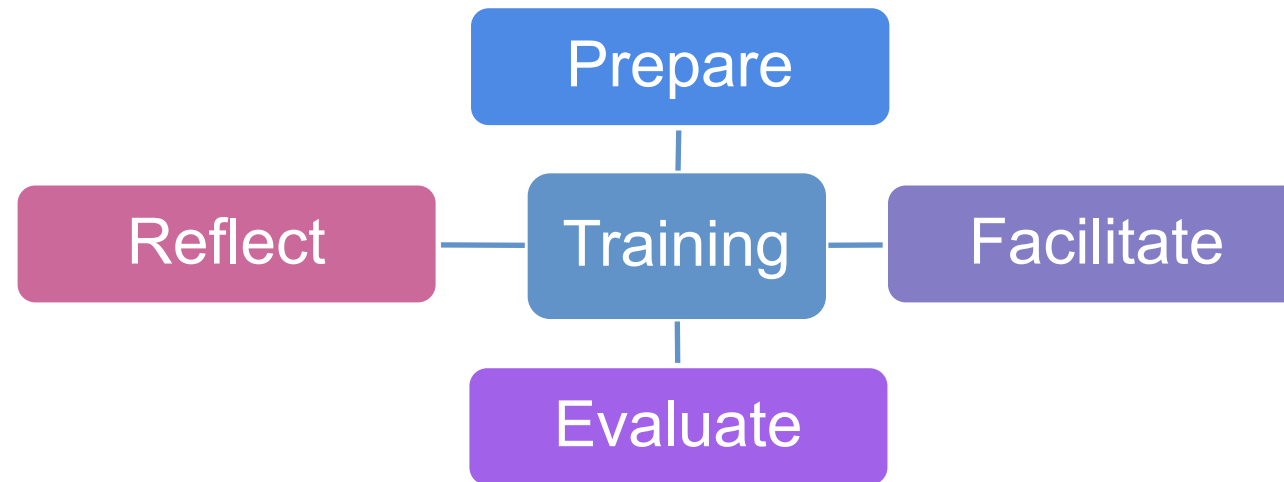 Prepare
Reflect
Training
Facilitate
Evaluate